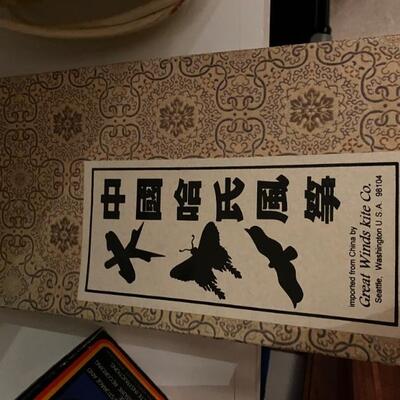 中國哈氏風箏
imported from China by
Great Winds kite Co.
Seattle, Washington U.S.A. 98104